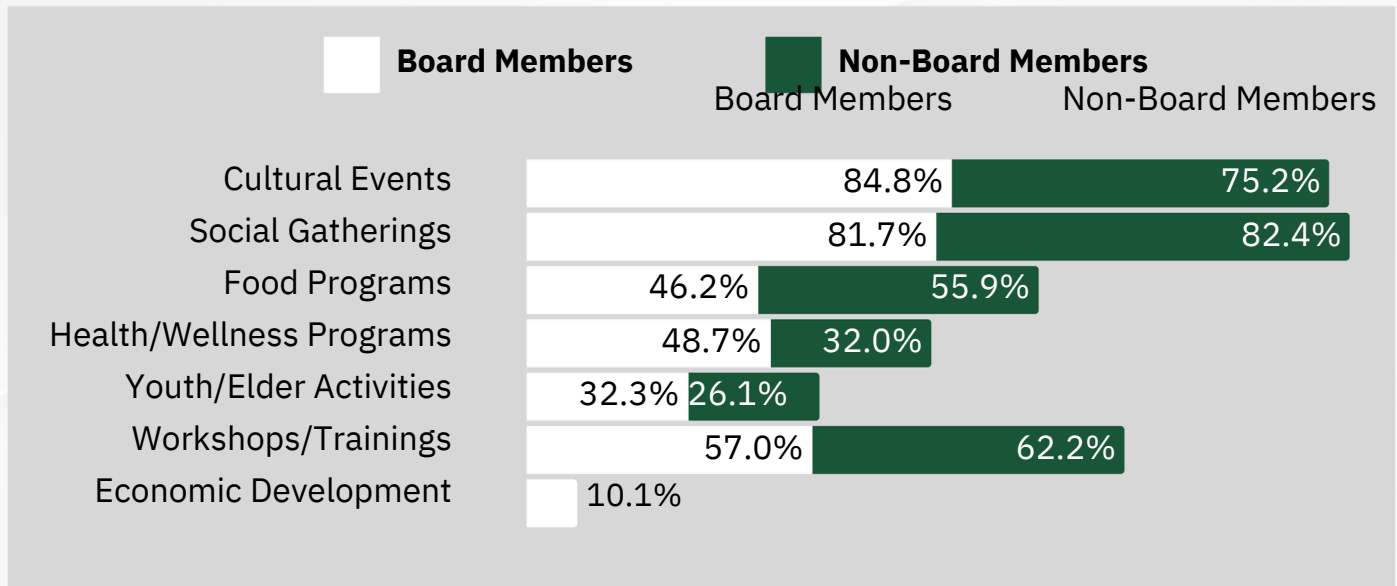 Board Members Non-Board Members
Board Members Non-Board Members
Cultural Events 84.8% 75.2%
Social Gatherings 81.7% 82.4%
Food Programs 46.2% 55.9%
Health/Wellness Programs 48.7% 32.0%
Youth/Elder Activities 32.3% 26.1%
Workshops/Trainings 57.0% 62.2%
Economic Development 10.1%